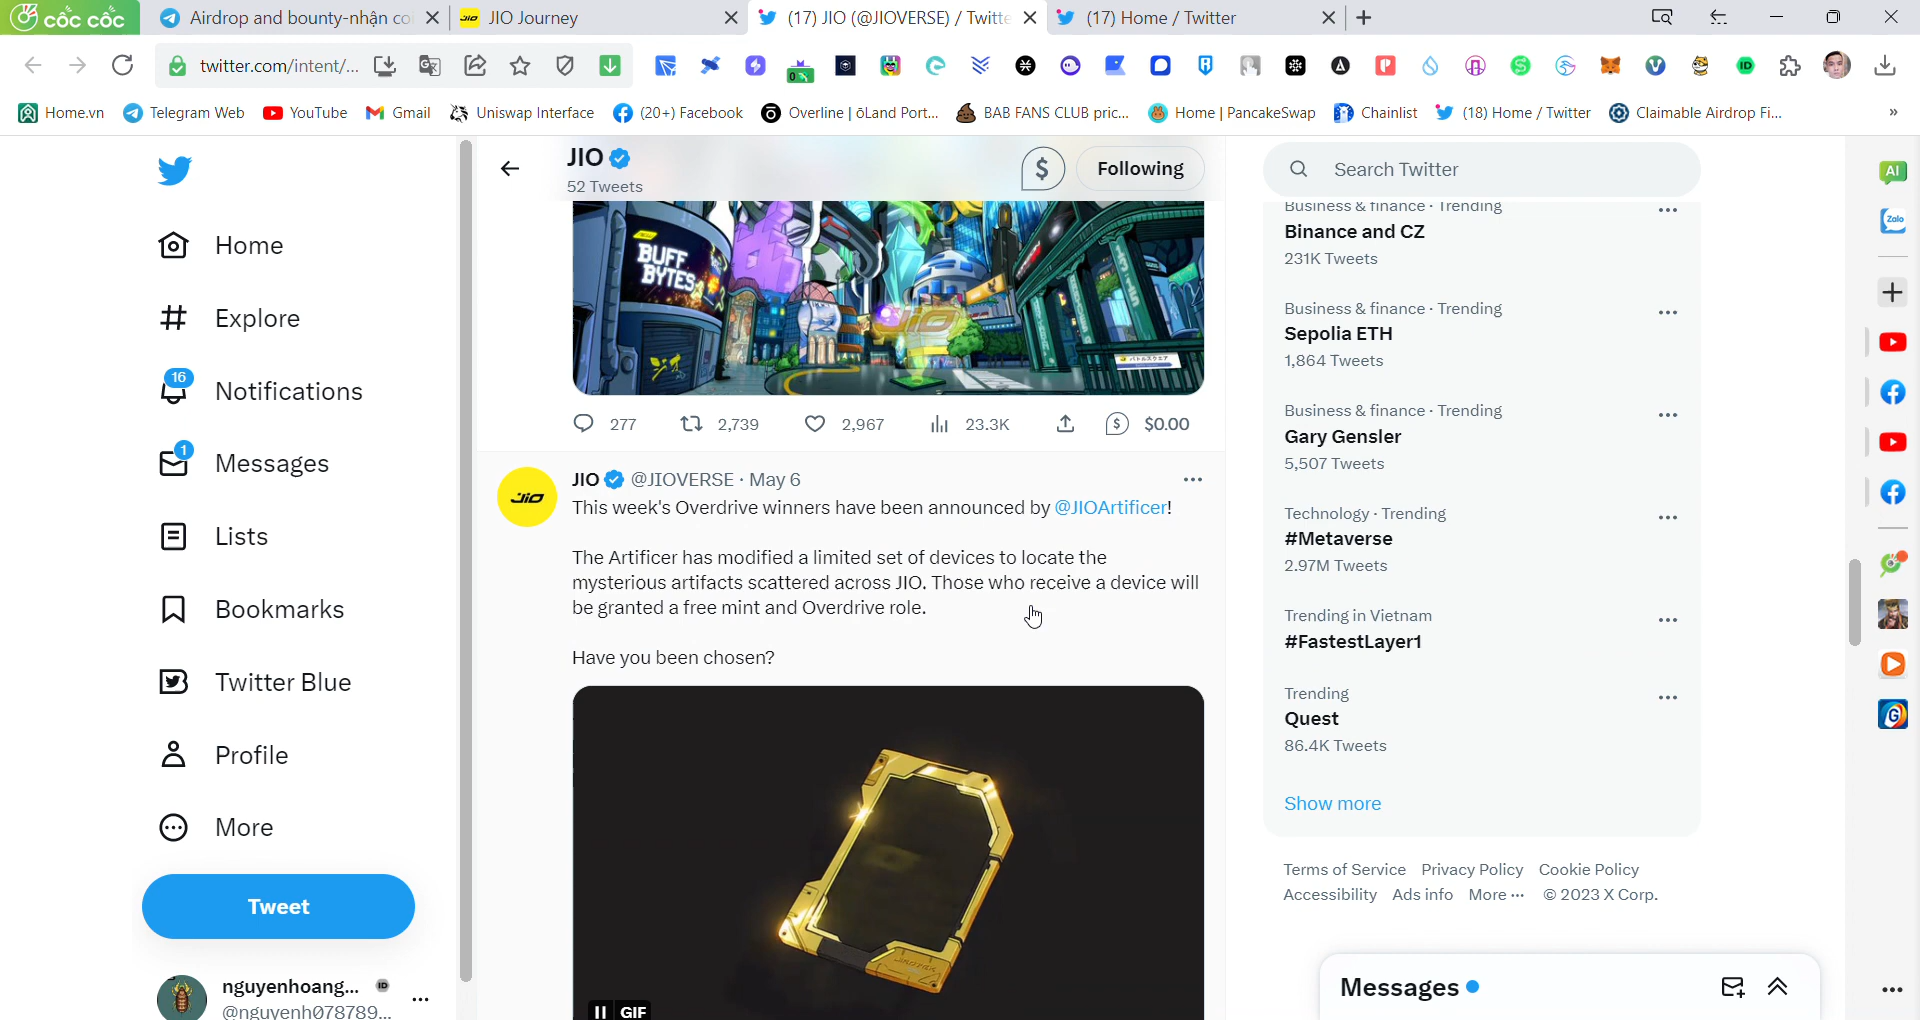 cốc cốc
Airdrop and bounty-nhận co
JIO Journey
(17) JIO (@JIOVERSE) / Twitte
(17) Home / Twitter
twitter.com/intent/...
Home.vn
Telegram Web
YouTube
Gmail
Uniswap Interface
(20+) Facebook
Overline | ōLand Port...
BAB FANS CLUB pric...
Home | PancakeSwap
Chainlist
(18) Home / Twitter
Claimable Airdrop Fi...
Home
Explore
16
Notifications
1
Messages
Lists
Bookmarks
Twitter Blue
Profile
More
Tweet
nguyenhoang...
@nguyenh078789...
JIO
52 Tweets
$
Following
BUFF
BYTES
277
2,739
2,967
23.3K
$0.00
JIO @JIOVERSE · May 6
This week's Overdrive winners have been announced by @JIOArtificer!
The Artificer has modified a limited set of devices to locate the
mysterious artifacts scattered across JIO. Those who receive a device will
be granted a free mint and Overdrive role.
Have you been chosen?
GIF
Search Twitter
Business & finance · Trending
Binance and CZ
231K Tweets
Business & finance · Trending
Sepolia ETH
1,864 Tweets
Business & finance · Trending
Gary Gensler
5,507 Tweets
Technology · Trending
#Metaverse
2.97M Tweets
Trending in Vietnam
#FastestLayer1
Trending
Quest
86.4K Tweets
Show more
Terms of Service Privacy Policy Cookie Policy
Accessibility Ads info More ··· © 2023 X Corp.
Messages
AI
Zalo